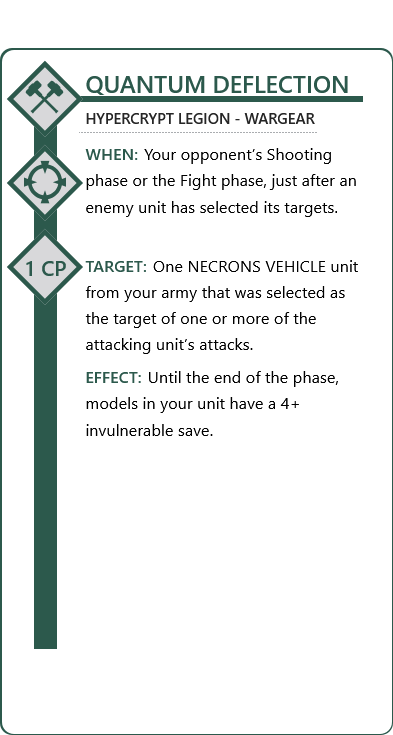 QUANTUM DEFLECTION
HYPERCRYPT LEGION - WARGEAR
WHEN: Your opponent’s Shooting
phase or the Fight phase, just after an
enemy unit has selected its targets.
1 CP
TARGET: One NECRONS VEHICLE unit
from your army that was selected as
the target of one or more of the
attacking unit’s attacks.
EFFECT: Until the end of the phase,
models in your unit have a 4+
invulnerable save.